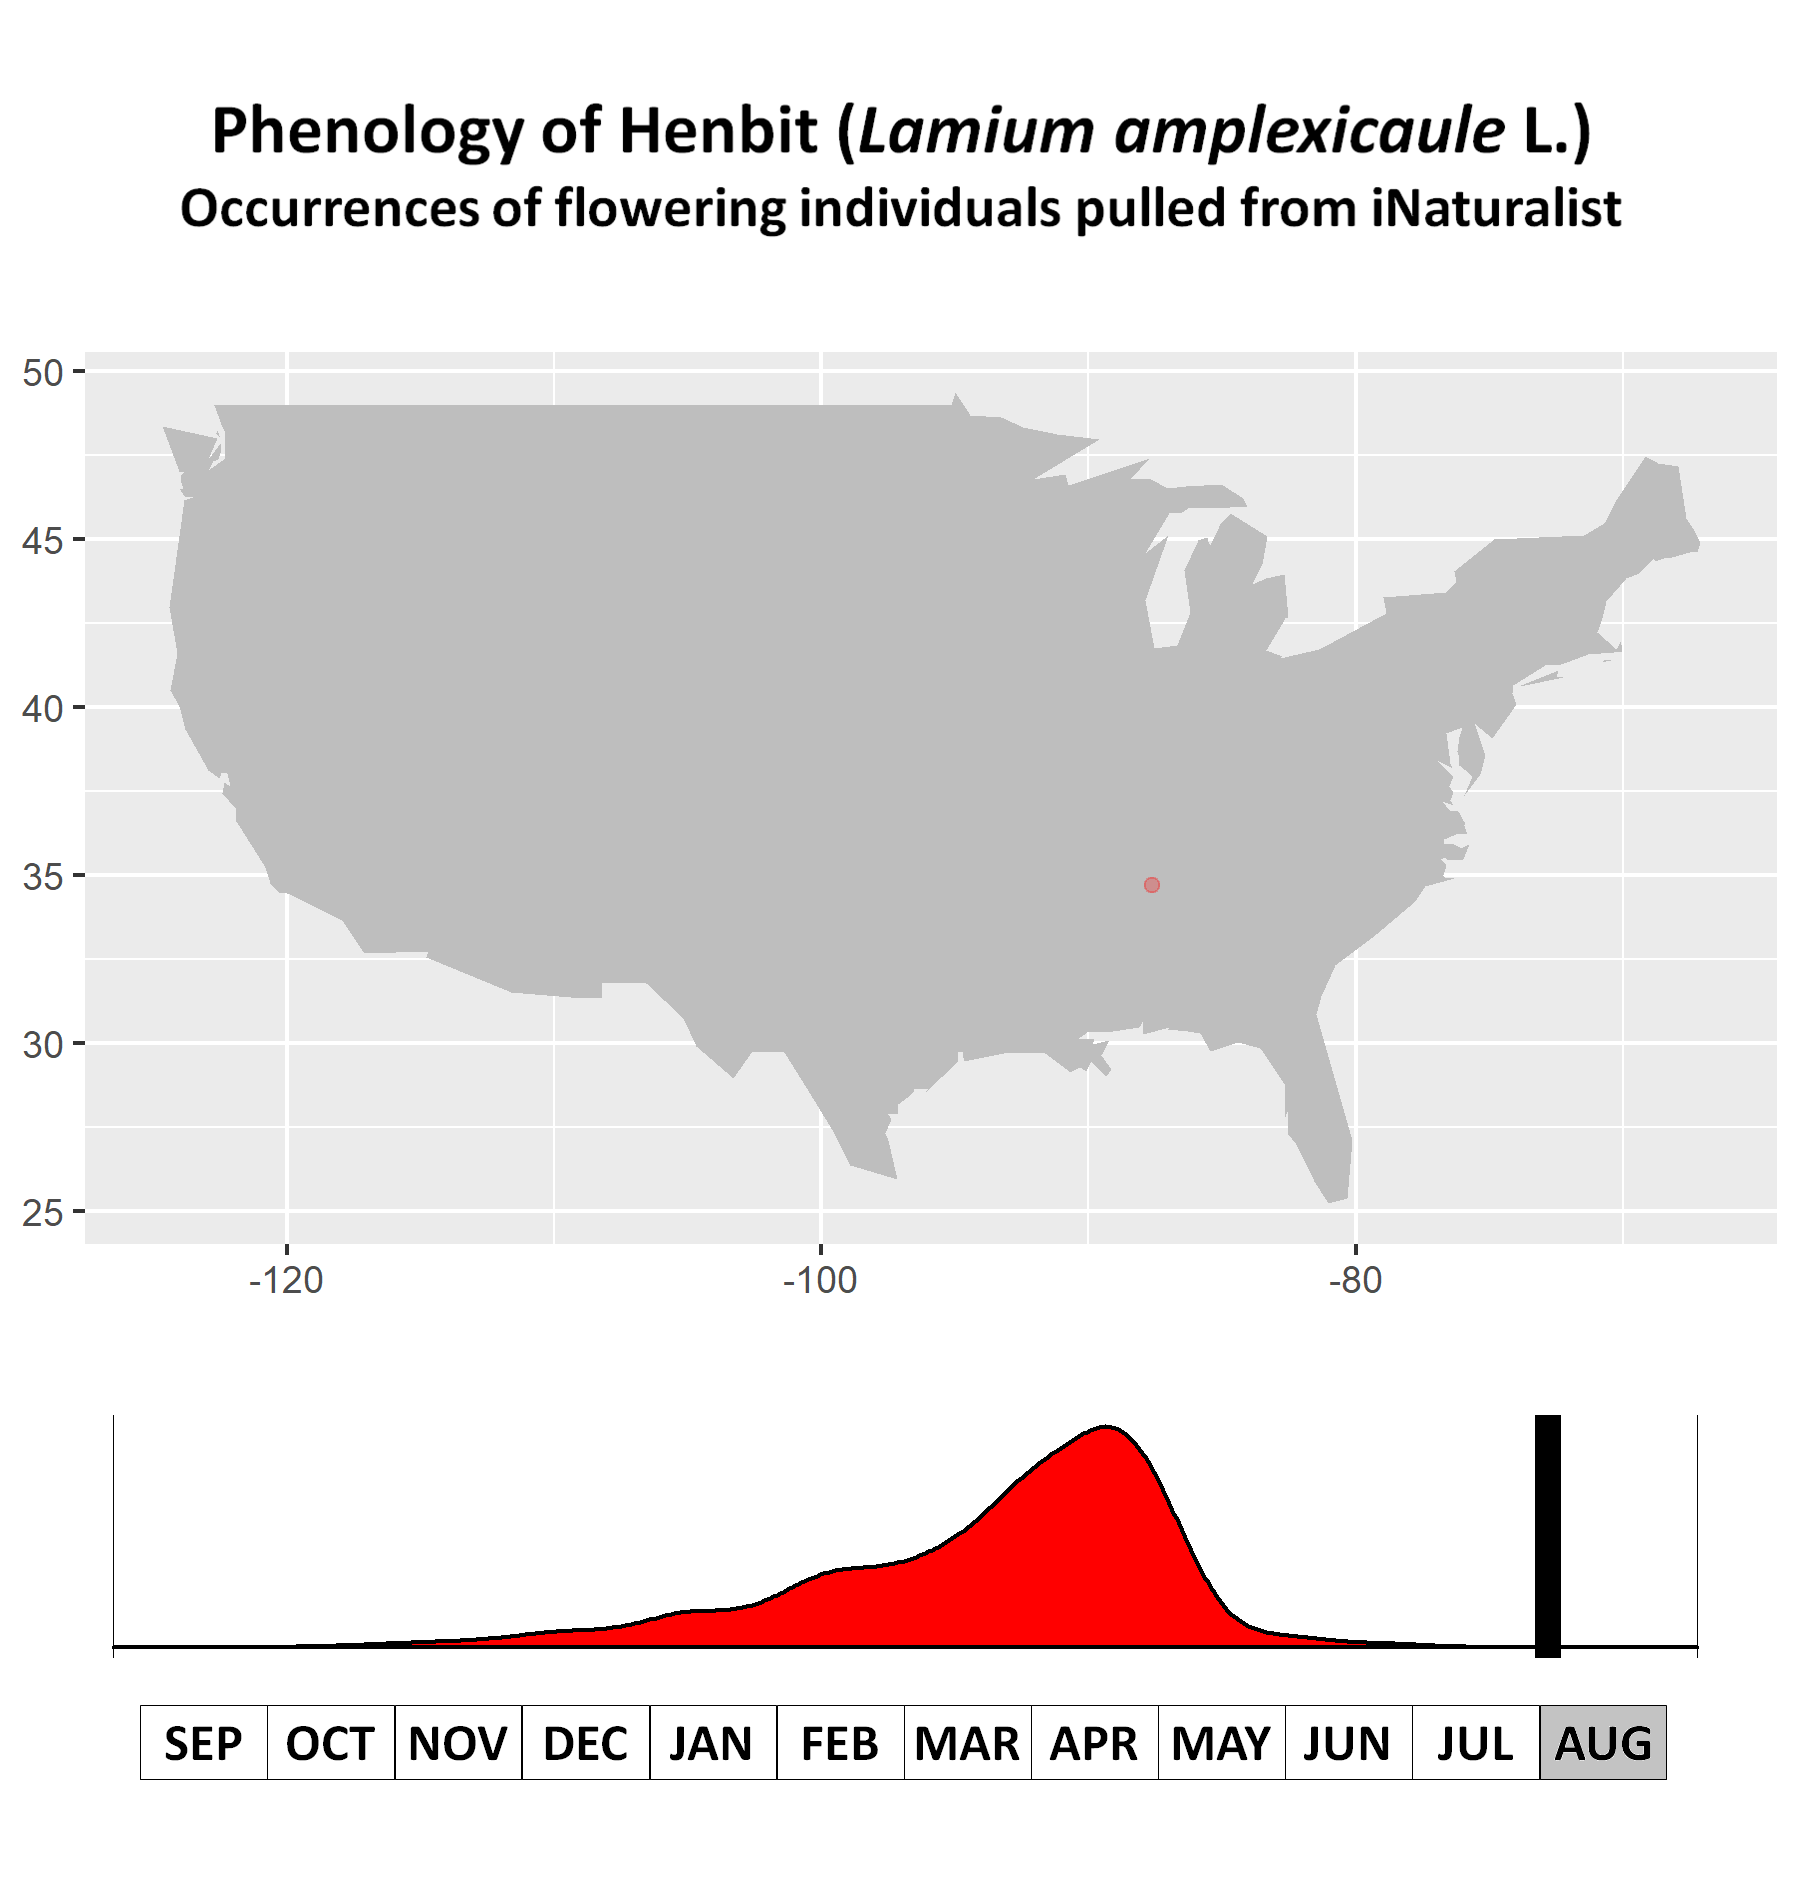 Phenology of Henbit (Lamium amplexicaule L.)
Occurrences of flowering individuals pulled from iNaturalist
50
45
40
35
30
25
-120 -100 -80
SEP OCT NOV DEC JAN FEB MAR APR MAY JUN JUL AUG